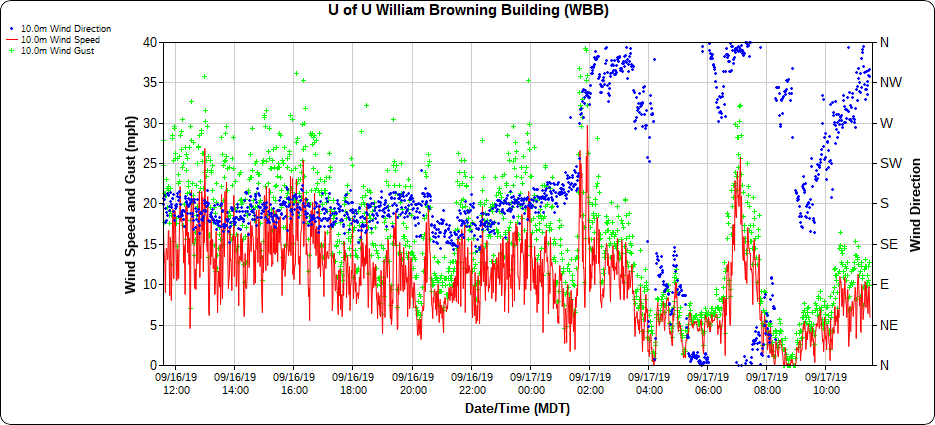 U of U William Browning Building (WBB)
10.0m Wind Direction
10.0m Wind Speed
10.0m Wind Gust
40 N
35 NW
30 W
25 SW
20 S
15 SE
10 E
5 NE
0 N
Wind Speed and Gust (mph)
Wind Direction
09/16/19 09/16/19 09/16/19 09/16/19 09/16/19 09/16/19 09/17/19 09/17/19 09/17/19 09/17/19 09/17/19 09/17/19
12:00 14:00 16:00 18:00 20:00 22:00 00:00 02:00 04:00 06:00 08:00 10:00
Date/Time (MDT)